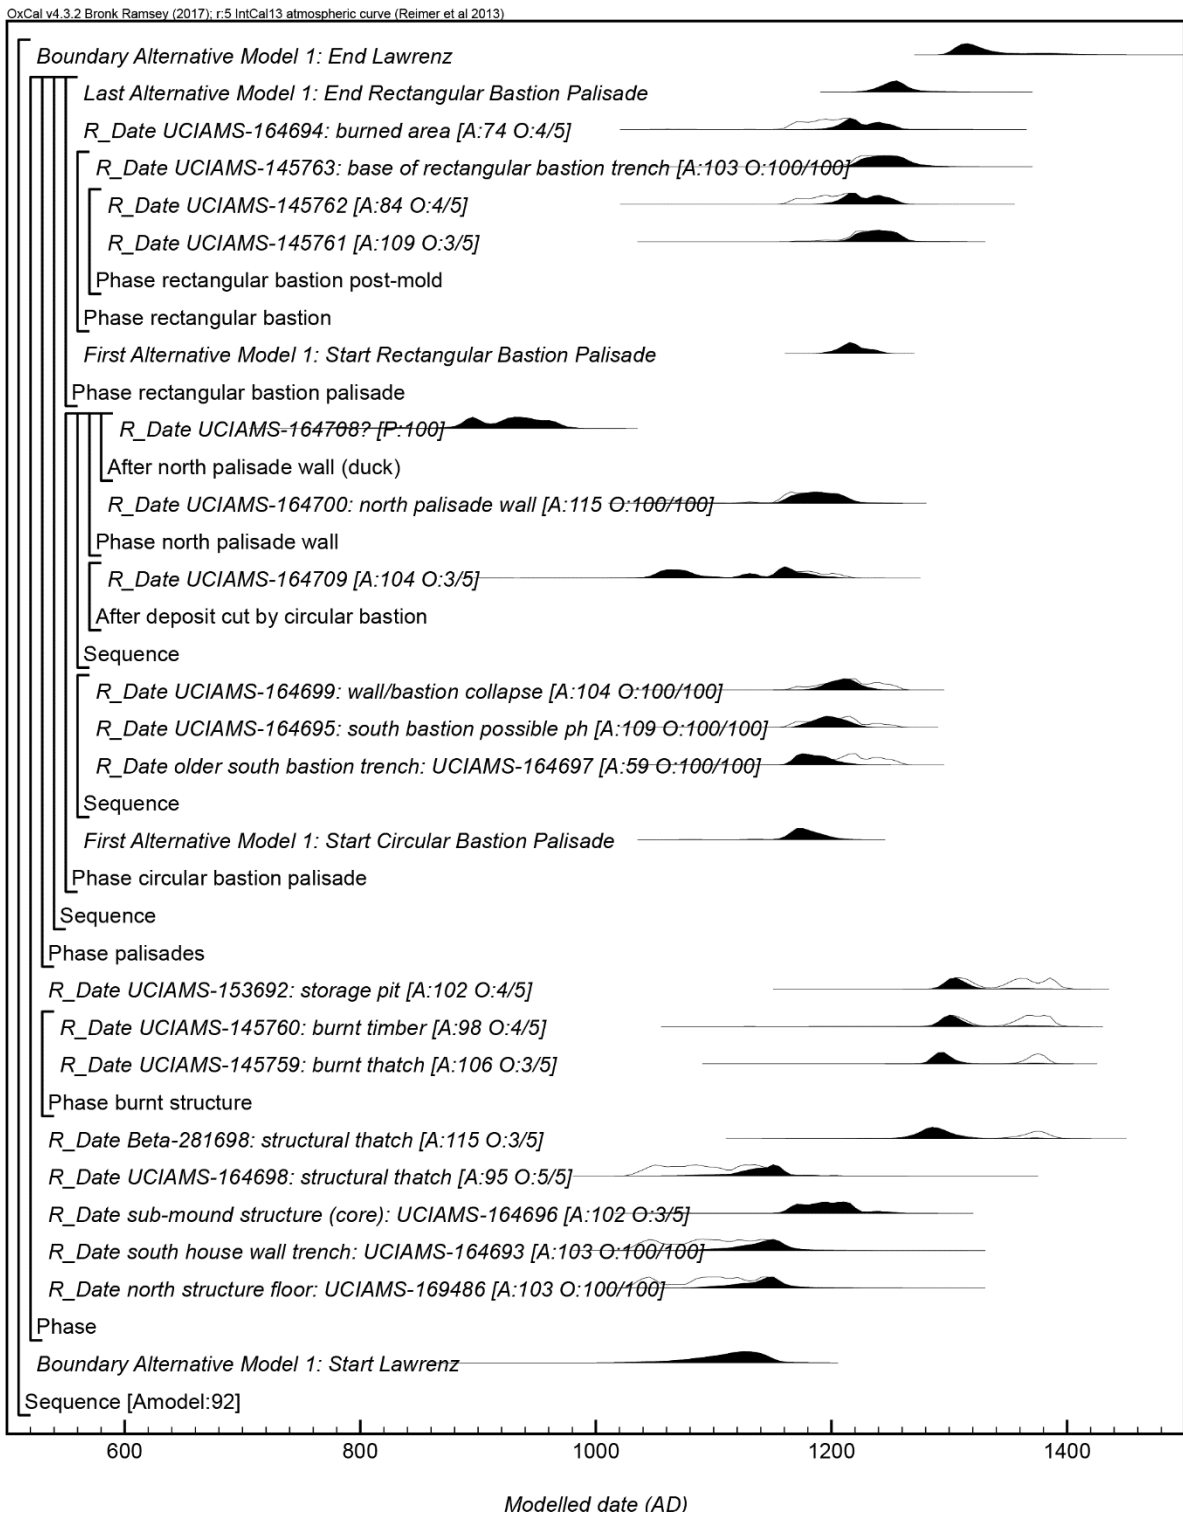 OxCal v4.3.2 Bronk Ramsey (2017); r:5 IntCal13 atmospheric curve (Reimer et al 2013)
Boundary Alternative Model 1: End Lawrenz
Last Alternative Model 1: End Rectangular Bastion Palisade
R_Date UCIAMS-164694: burned area [A:74 O:4/5]
R_Date UCIAMS-145763: base of rectangular bastion trench [A:103 O:100/100]
R_Date UCIAMS-145762 [A:84 O:4/5]
R_Date UCIAMS-145761 [A:109 O:3/5]
Phase rectangular bastion post-mold
Phase rectangular bastion
First Alternative Model 1: Start Rectangular Bastion Palisade
Phase rectangular bastion palisade
R_Date UCIAMS-164708? [P:100]
After north palisade wall (duck)
R_Date UCIAMS-164700: north palisade wall [A:115 O:100/100]
Phase north palisade wall
R_Date UCIAMS-164709 [A:104 O:3/5]
After deposit cut by circular bastion
Sequence
R_Date UCIAMS-164699: wall/bastion collapse [A:104 O:100/100]
R_Date UCIAMS-164695: south bastion possible ph [A:109 O:100/100]
R_Date older south bastion trench: UCIAMS-164697 [A:59 O:100/100]
Sequence
First Alternative Model 1: Start Circular Bastion Palisade
Phase circular bastion palisade
Sequence
Phase palisades
R_Date UCIAMS-153692: storage pit [A:102 O:4/5]
R_Date UCIAMS-145760: burnt timber [A:98 O:4/5]
R_Date UCIAMS-145759: burnt thatch [A:106 O:3/5]
Phase burnt structure
R_Date Beta-281698: structural thatch [A:115 O:3/5]
R_Date UCIAMS-164698: structural thatch [A:95 O:5/5]
R_Date sub-mound structure (core): UCIAMS-164696 [A:102 O:3/5]
R_Date south house wall trench: UCIAMS-164693 [A:103 O:100/100]
R_Date north structure floor: UCIAMS-169486 [A:103 O:100/100]
Phase
Boundary Alternative Model 1: Start Lawrenz
Sequence [Amodel:92]
600 800 1000 1200 1400
Modelled date (AD)